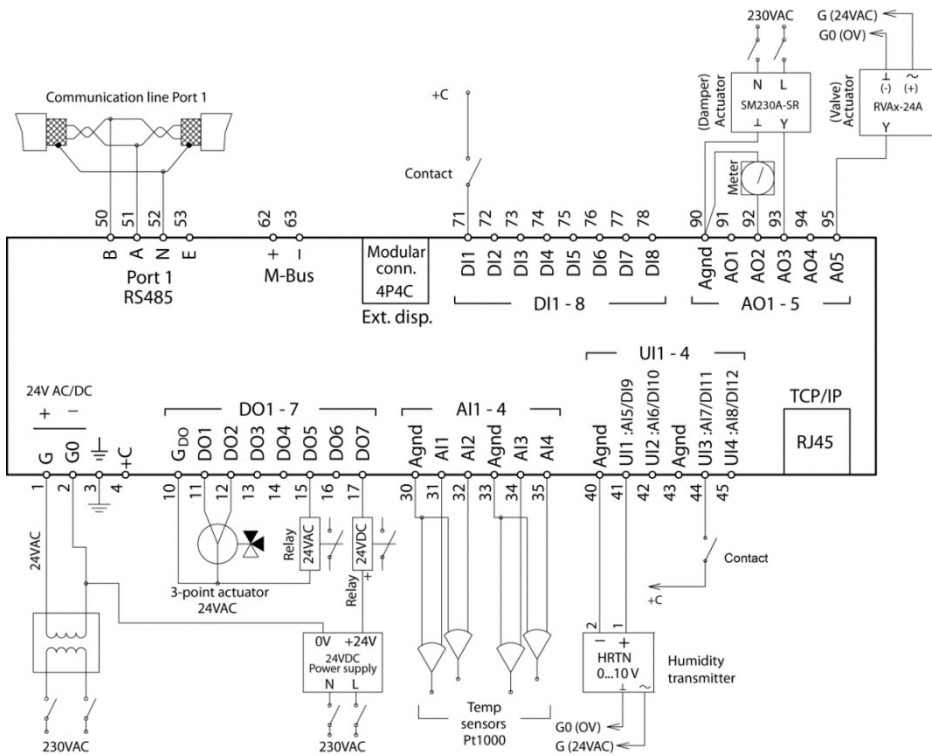 230VAC
G (24VAC)
G0 (OV)
Communication line Port 1
+C
Contact
(Damper)
Actuator
N L
SM230A-SR
⊥ Y
(Valve)
Actuator
⊥ ~
(-) (+)
RVAx-24A
Y
Meter
50 51 52 53 62 63 71 72 73 74 75 76 77 78 90 91 92 93 94 95
B A N E
Port 1
RS485
+ −
M-Bus
Modular
conn.
4P4C
Ext. disp.
DI1 DI2 DI3 DI4 DI5 DI6 DI7 DI8
DI1 - 8
Agnd AO1 AO2 AO3 AO4 A05
AO1 - 5
24V AC/DC
+ −
G G0 +C
DO1 - 7
GDO DO1 DO2 DO3 DO4 DO5 DO6 DO7
AI1 - 4
Agnd AI1 AI2 Agnd AI3 AI4
UI1 - 4
Agnd UI1 :AI5/DI9 UI2 :AI6/DI10 Agnd UI3 :AI7/DI11 UI4 :AI8/DI12
TCP/IP
RJ45
1 2 3 4 10 11 12 13 14 15 16 17 30 31 32 33 34 35 40 41 42 43 44 45
24VAC
3-point actuator
24VAC
Relay
24VAC
Relay
24VDC
+
0V +24V
24VDC
Power supply
N L
230VAC
230VAC
Temp
sensors
Pt1000
Contact
+C
2 1
− +
HRTN
0...10 V
⊥ ~
Humidity
transmitter
G0 (OV)
G (24VAC)